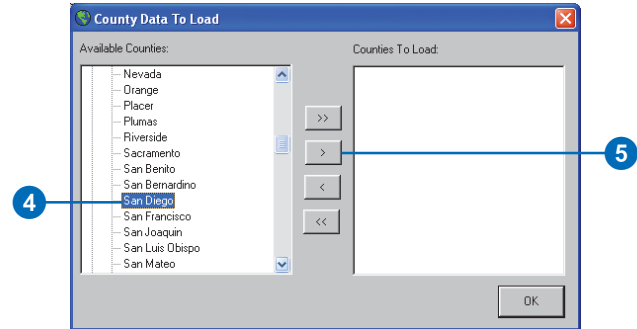 County Data To Load
Available Counties:
Counties To Load:
Nevada
Orange
Placer
Plumas
Riverside
Sacramento
San Benito
San Bernardino
San Diego
San Francisco
San Joaquin
San Luis Obispo
San Mateo
>>
>
<
<<
OK
4
5